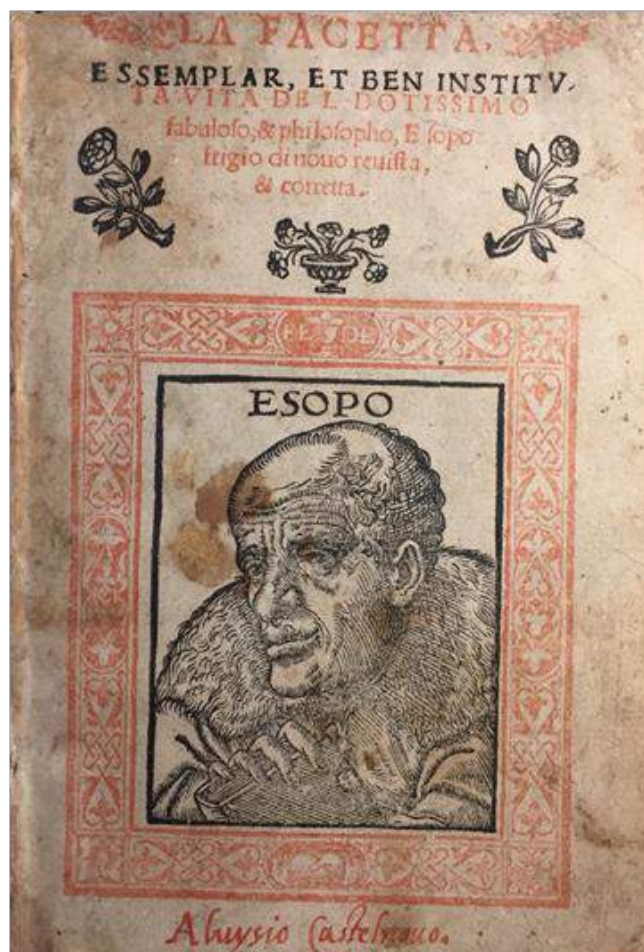 LA FACETTA.
ESSEMPLAR, ET BEN INSTITV-
TA VITA DEL DOTISSIMO
fabuloso, & philosopho, Esopo
frigio di nouo reuista,
& corretta.
ESOPO
Aluysio Castelnouo.